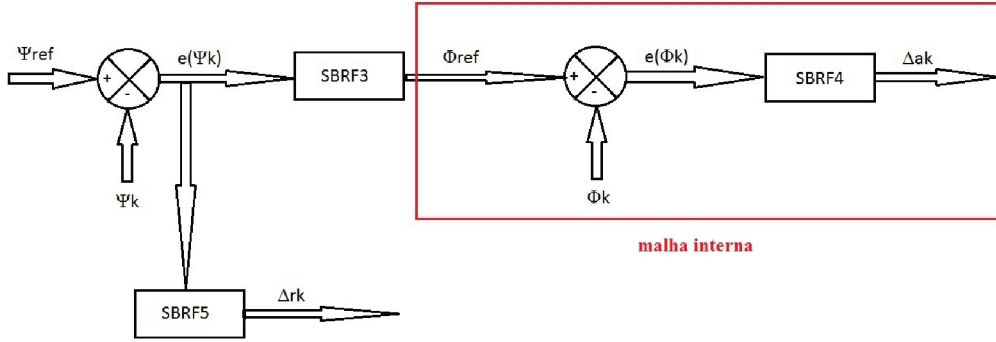 Ψref
+
-
Ψk
e(Ψk)
SBRF3
Φref
+
-
Φk
e(Φk)
SBRF4
Δak
malha interna
SBRF5
Δrk